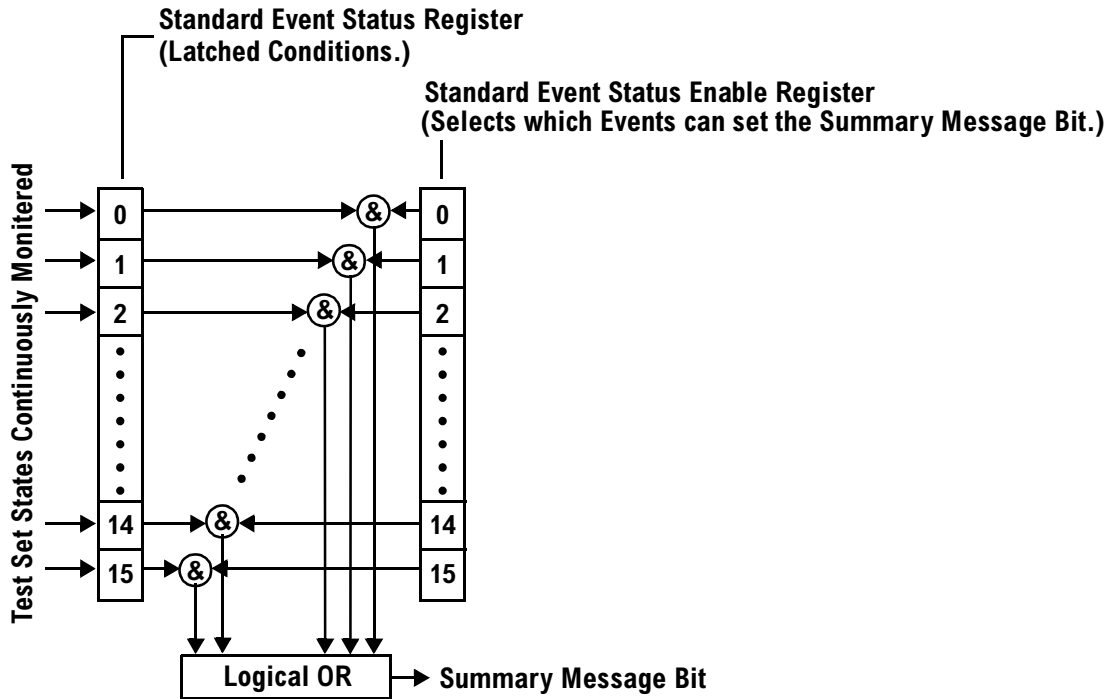 Standard Event Status Register
(Latched Conditions.)
Standard Event Status Enable Register
(Selects which Events can set the Summary Message Bit.)
Test Set States Continuously Monitered
0 & 0
1 & 1
2 & 2
14 & 14
15 & 15
Logical OR
Summary Message Bit